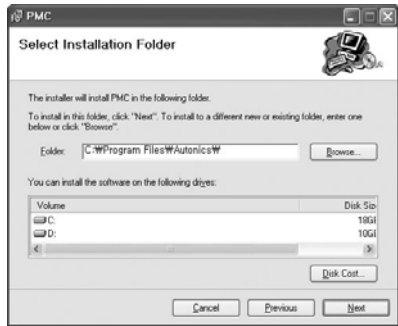 PMC
Select Installation Folder
The installer will install PMC in the following folder.
To install in this folder, click "Next". To install to a different new or existing folder, enter one
below or click "Browse".
Folder: C:₩Program Files₩Autonics₩ Browse...
You can install the software on the following drives:
Volume Disk Siz
C: 18GI
D: 10GI
Disk Cost...
Cancel Previous Next